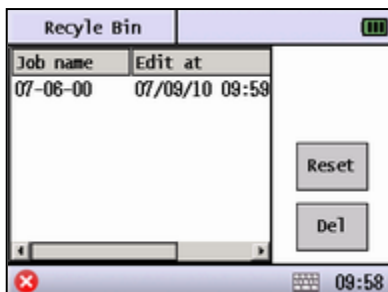 Recyle Bin
Job name Edit at
07-06-00 07/09/10 09:59
Reset
Del
09:58